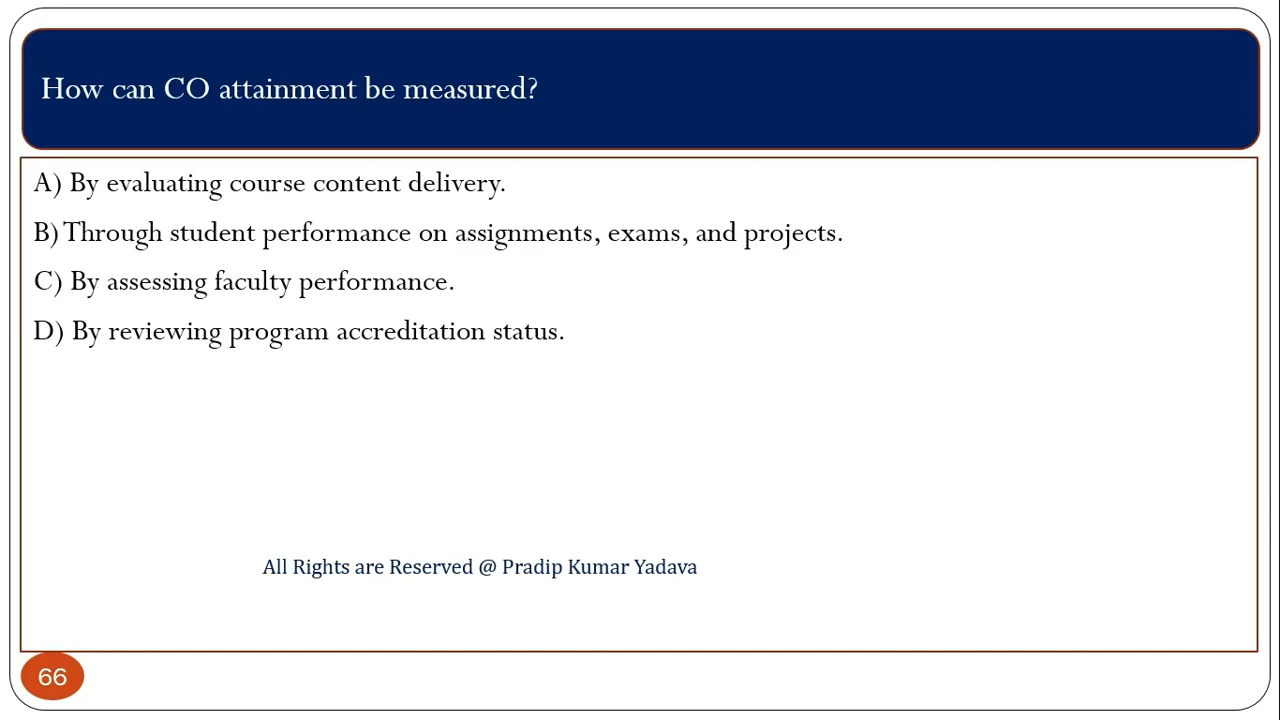 How can CO attainment be measured?
A) By evaluating course content delivery.
B) Through student performance on assignments, exams, and projects.
C) By assessing faculty performance.
D) By reviewing program accreditation status.
All Rights are Reserved @ Pradip Kumar Yadava
66